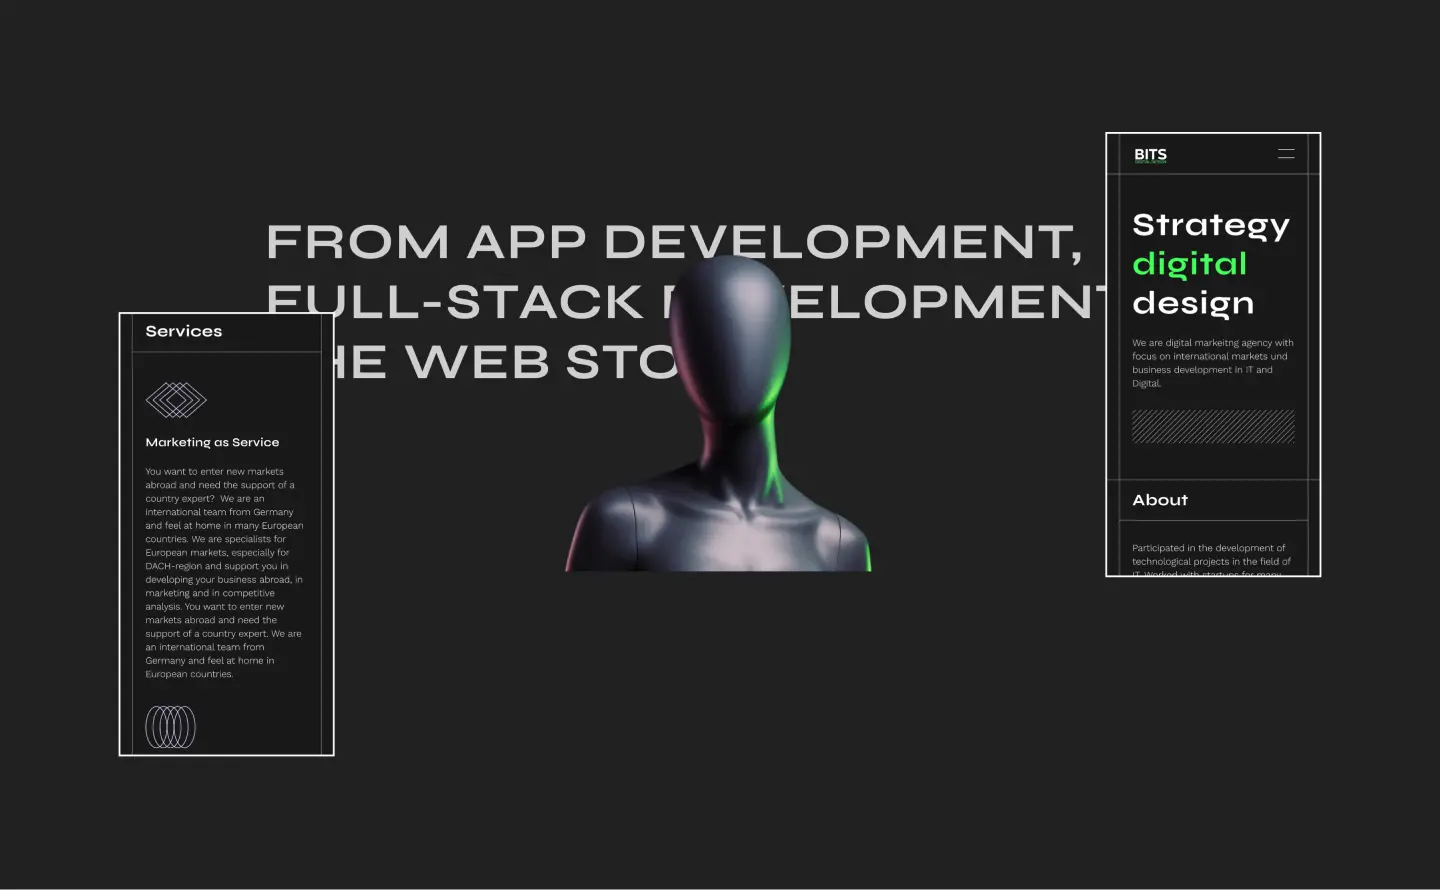 FROM APP DEVELOPMENT,
FULL-STACK ELOPMENT
HE WEB STO
Services
Marketing as Service
You want to enter new markets
abroad and need the support of a
country expert?  We are an
international team from Germany
and feel at home in many European
countries. We are specialists for
European markets, especially for
DACH-region and support you in
developing your business abroad, in
marketing and in competitive
analysis. You want to enter new
markets abroad and need the
support of a country expert. We are
an international team from
Germany and feel at home in
European countries.
BITS
Strategy
digital
design
We are digital markeitng agency with
focus on international markets und
business development in IT and
Digital.
About
Participated in the development of
technological projects in the field of
IT. Worked with startups for many